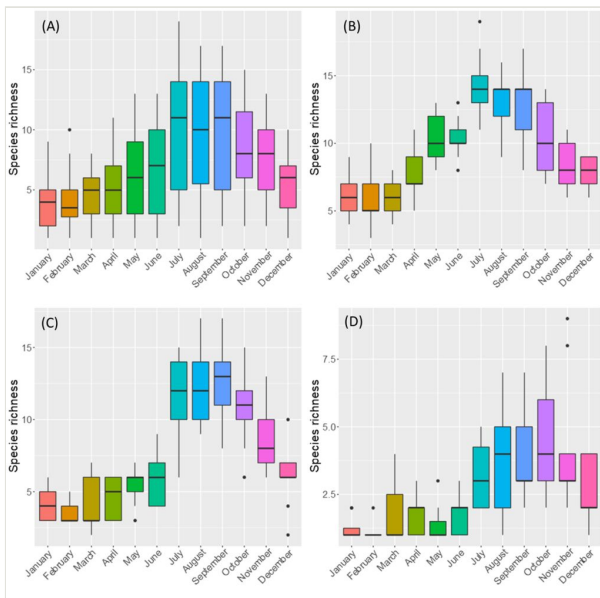 (A)
Species richness
15
10
5
January
February
March
April
May
June
July
August
September
October
November
December
(B)
Species richness
15
10
5
January
February
March
April
May
June
July
August
September
October
November
December
(C)
Species richness
15
10
5
January
February
March
April
May
June
July
August
September
October
November
December
(D)
Species richness
7.5
5.0
2.5
January
February
March
April
May
June
July
August
September
October
November
December